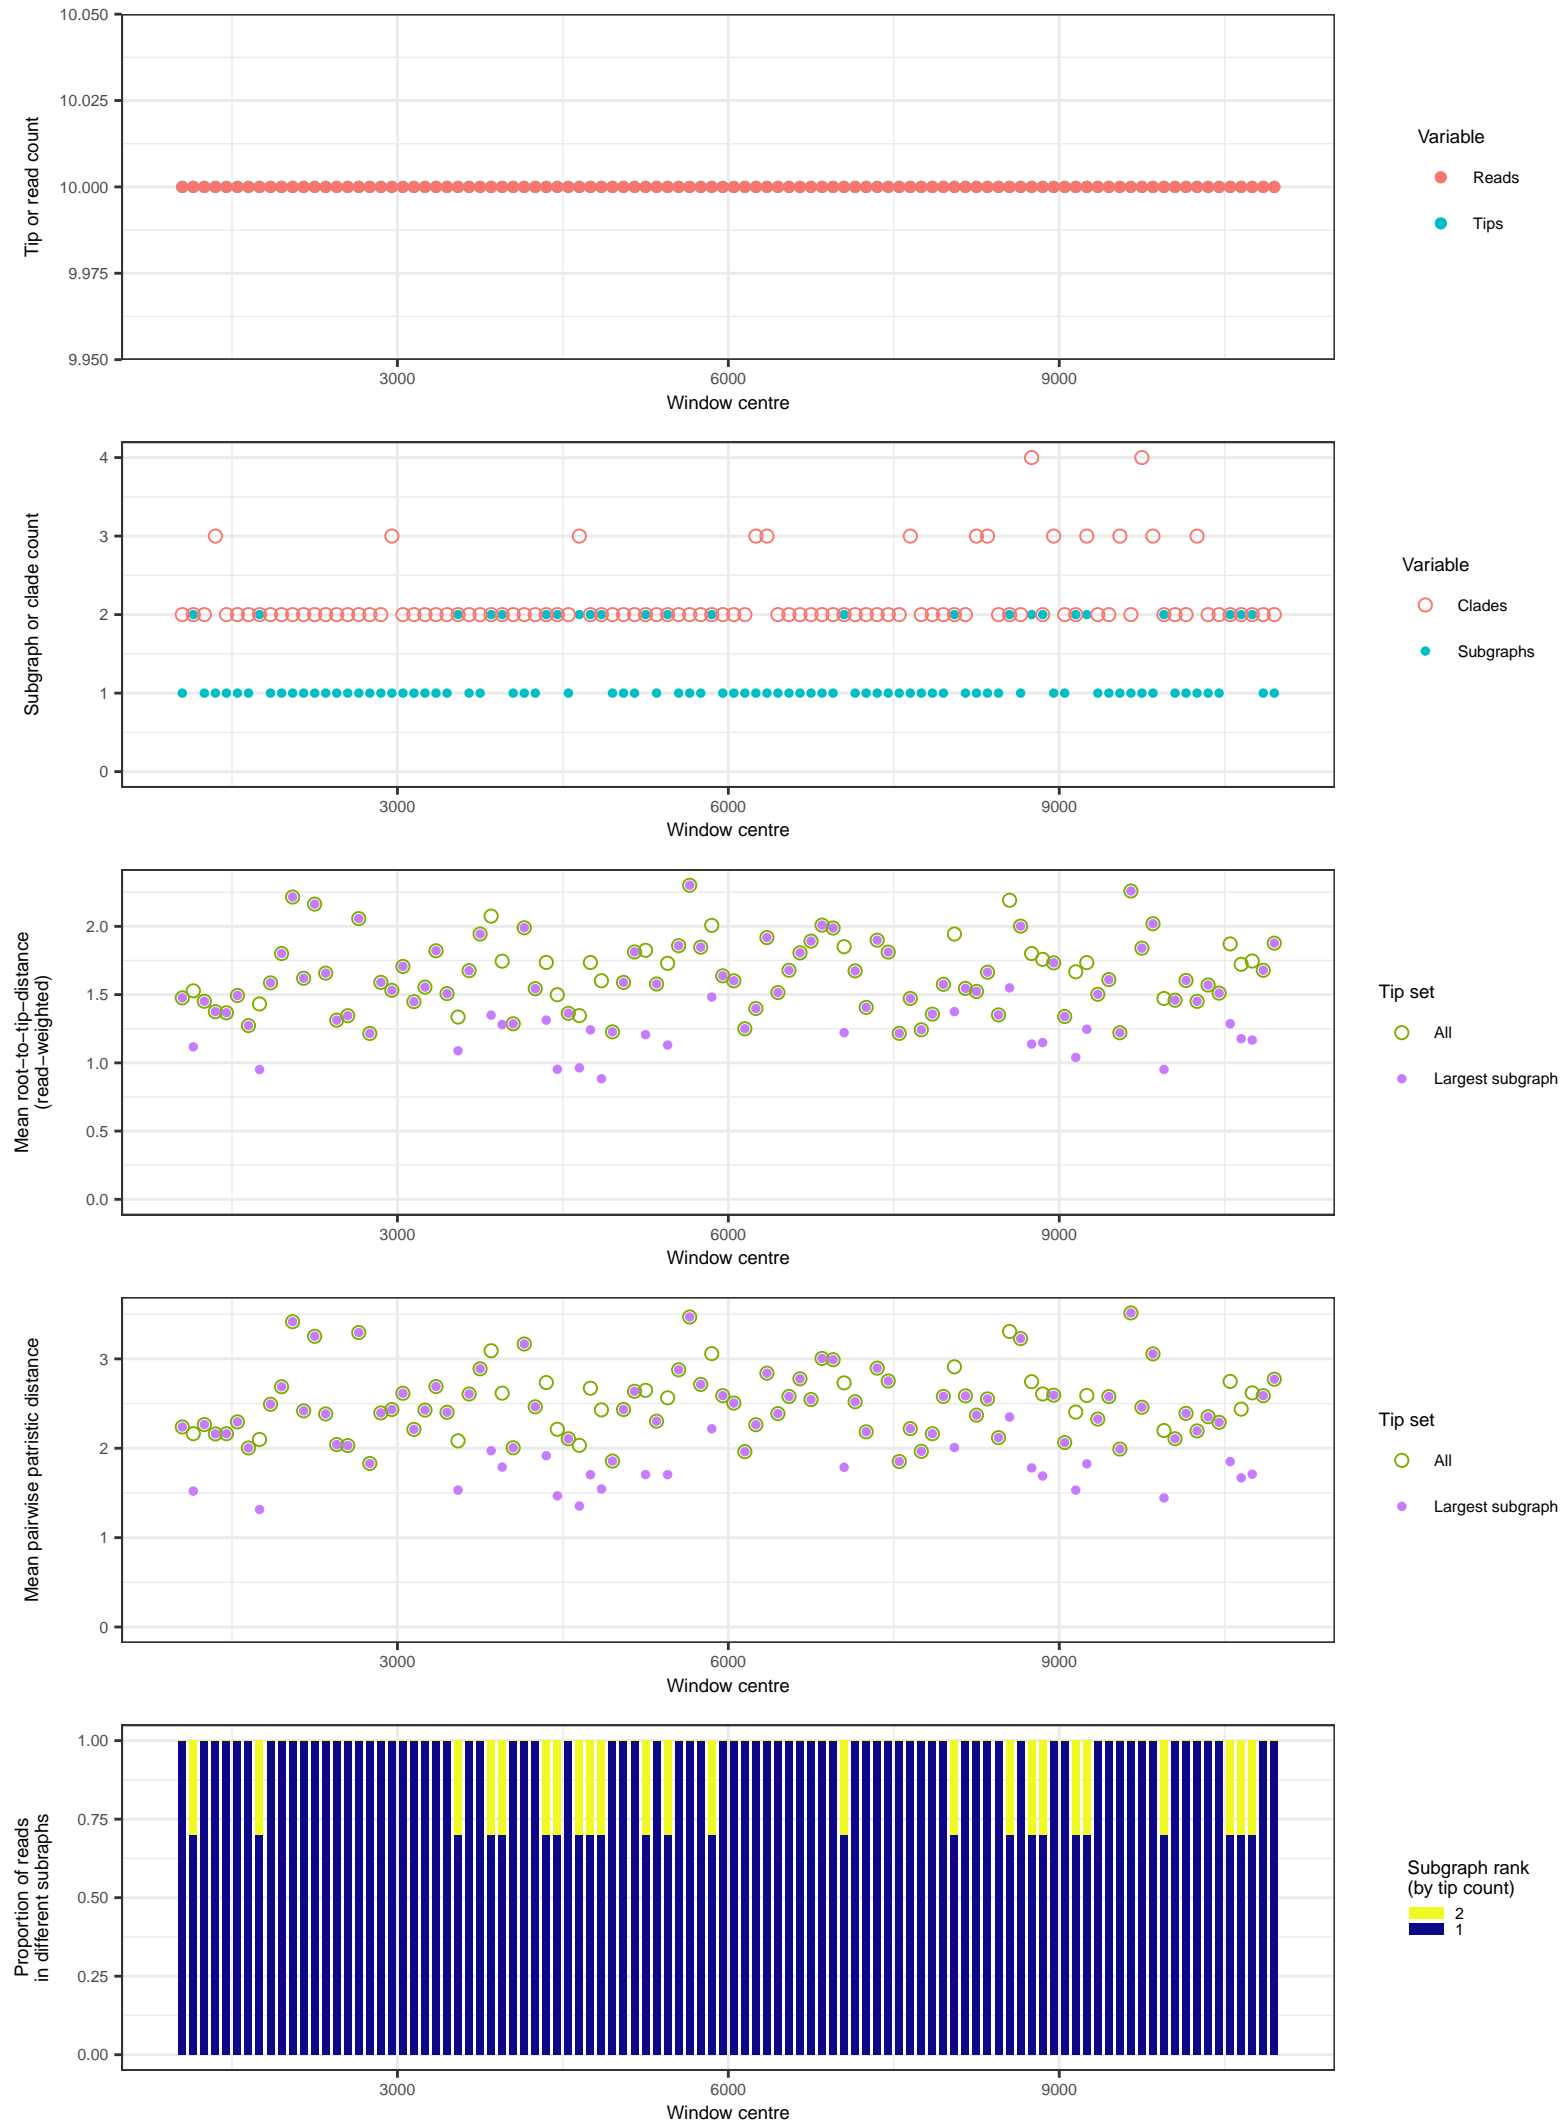 10.050
10.025
10.000
9.975
9.950
Tip or read count
3000 6000 9000
Window centre
Variable
Reads
Tips
4
3
2
1
0
Subgraph or clade count
3000 6000 9000
Window centre
Variable
Clades
Subgraphs
2.0
1.5
1.0
0.5
0.0
Mean root−to−tip−distance
(read−weighted)
3000 6000 9000
Window centre
Tip set
All
Largest subgraph
3
2
1
0
Mean pairwise patristic distance
3000 6000 9000
Window centre
Tip set
All
Largest subgraph
1.00
0.75
0.50
0.25
0.00
Proportion of reads
in different subraphs
3000 6000 9000
Window centre
Subgraph rank
(by tip count)
2
1